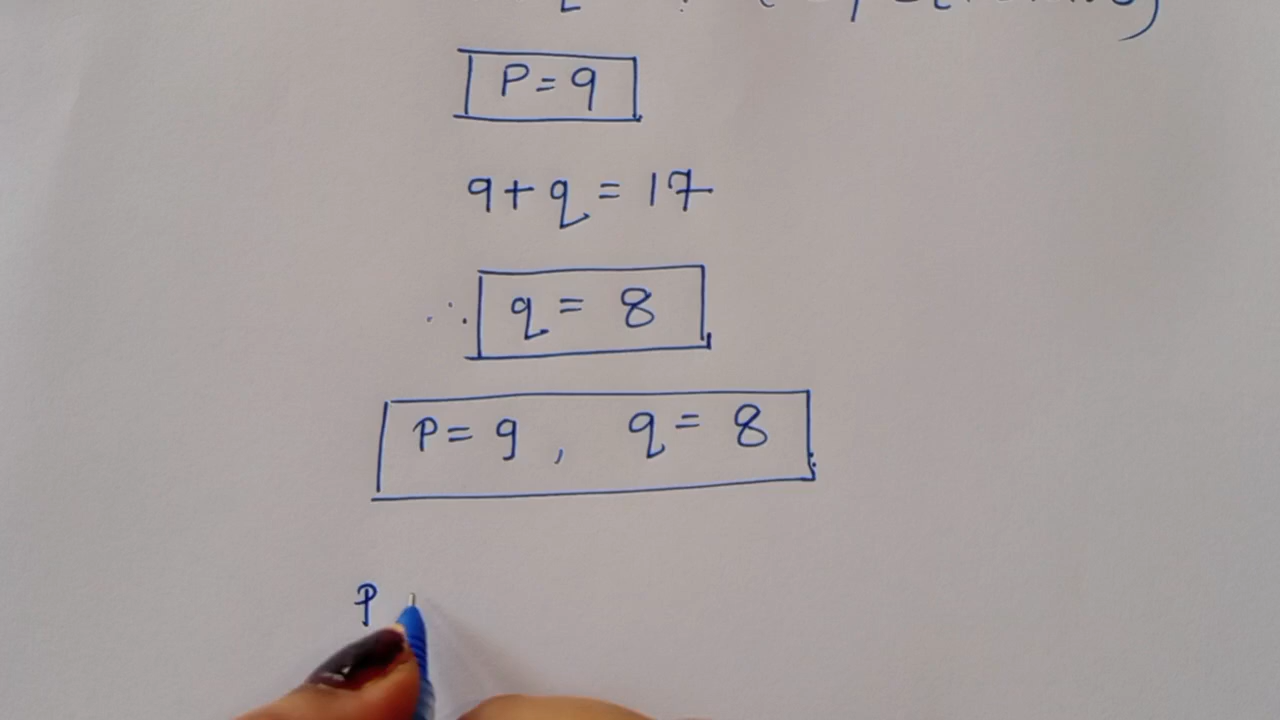 P = 9
9 + q = 17
∴ q = 8
P = 9 , q = 8
P